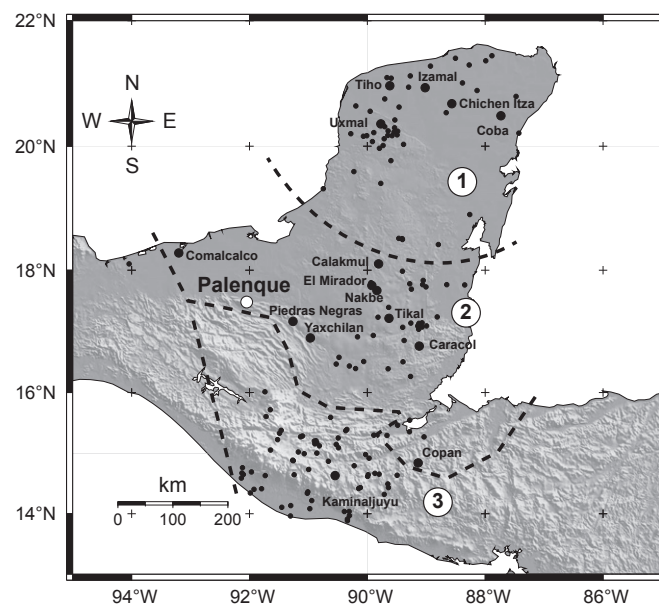 22°N
20°N
18°N
16°N
14°N
N
W E
S
Tiho
Izamal
Chichen Itza
Uxmal
Coba
1
Comalcalco
Calakmul
El Mirador
Nakbe
Palenque
Piedras Negras
Tikal
2
Yaxchilan
Caracol
Copan
Kaminaljuyu
3
km
0 50 100 200
94°W 92°W 90°W 88°W 86°W